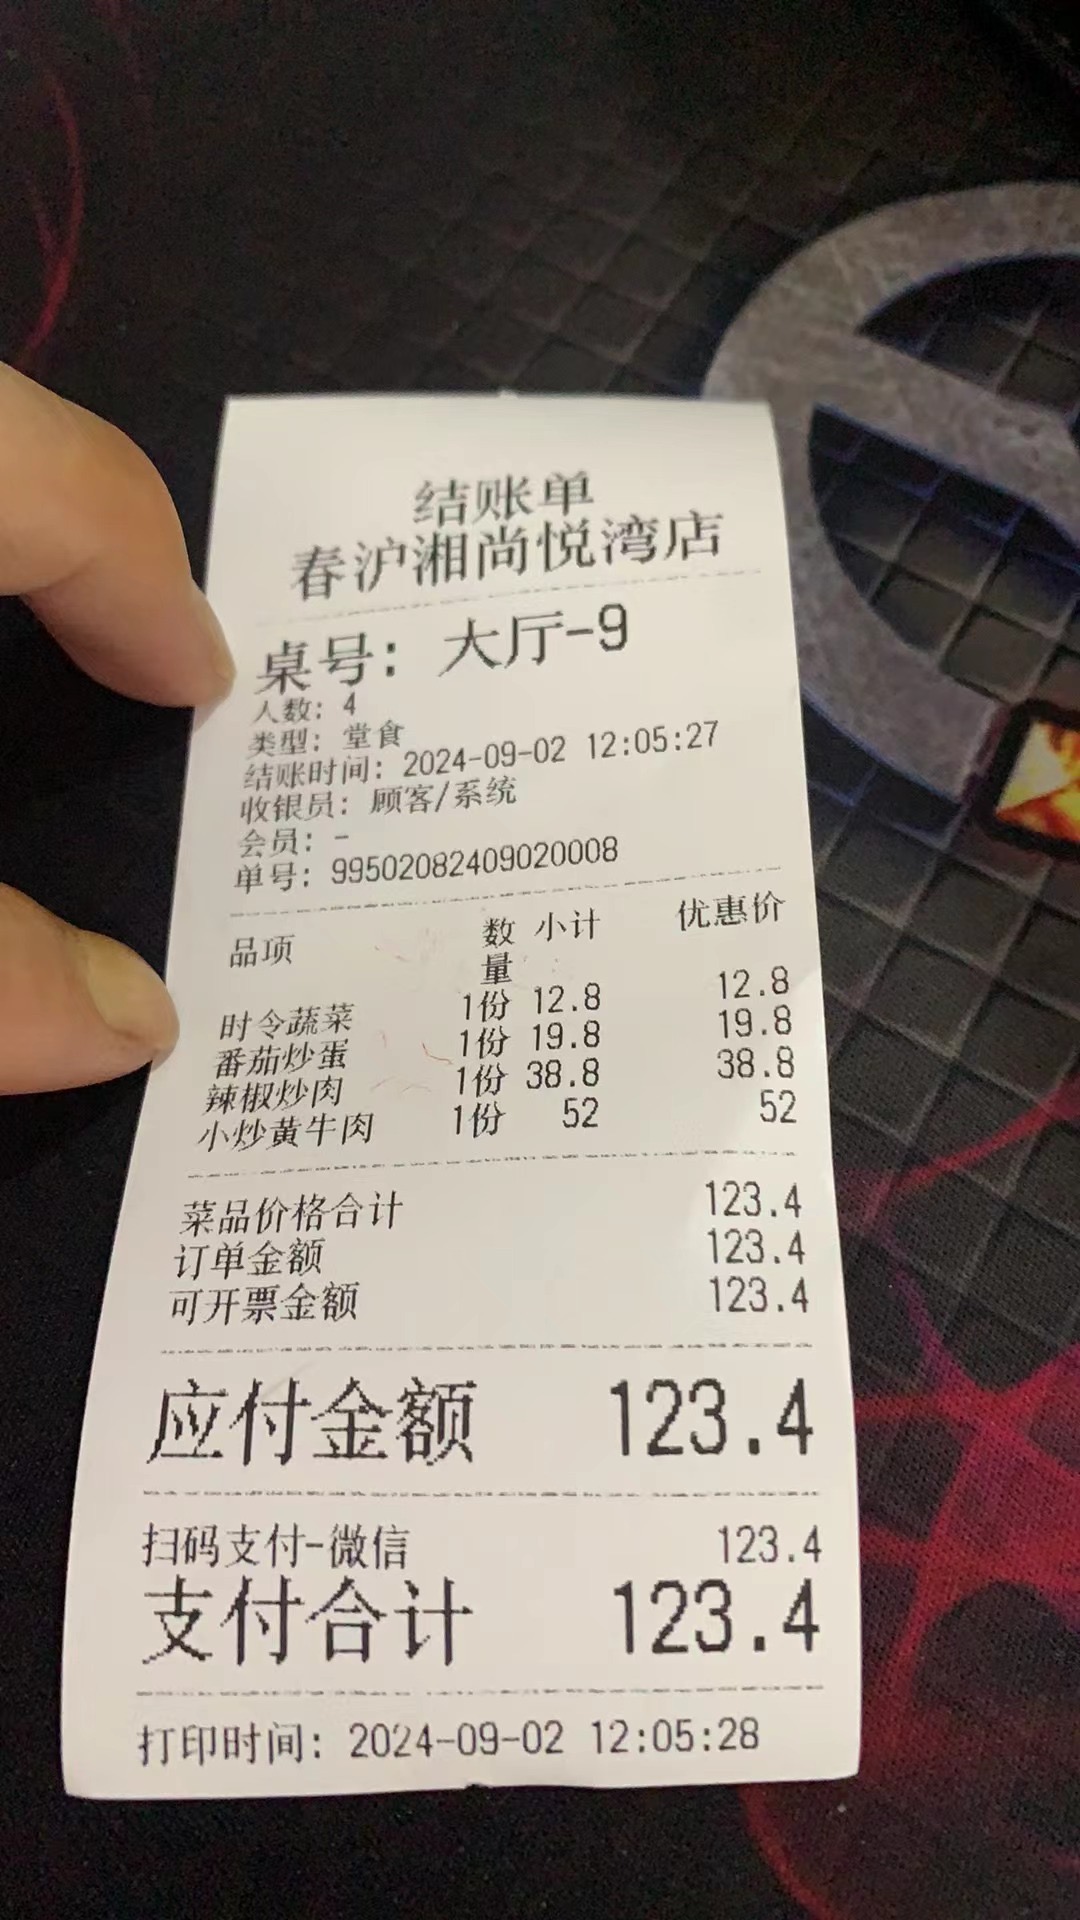 结账单
春沪湘尚悦湾店
桌号：大厅-9
人数：4
类型：堂食
结账时间：2024-09-02 12:05:27
收银员：顾客/系统
会员：-
单号：99502082409020008
品项 数量 小计 优惠价
时令蔬菜 1份 12.8 12.8
番茄炒蛋 1份 19.8 19.8
辣椒炒肉 1份 38.8 38.8
小炒黄牛肉 1份 52 52
菜品价格合计 123.4
订单金额 123.4
可开票金额 123.4
应付金额 123.4
扫码支付-微信 123.4
支付合计 123.4
打印时间：2024-09-02 12:05:28